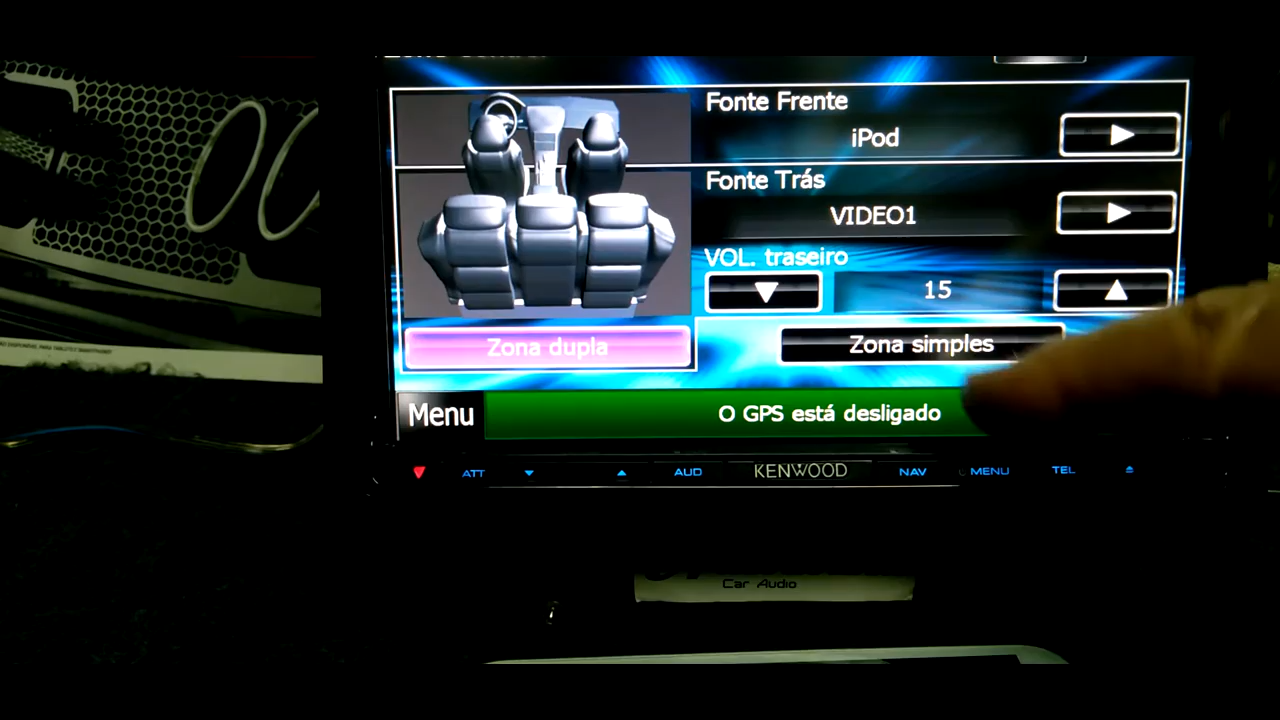 Fonte Frente
iPod
Fonte Trás
VIDEO1
VOL. traseiro
15
Zona dupla
Zona simples
Menu
O GPS está desligado
ATT
AUD
KENWOOD
NAV
MENU
TEL
Car Audio